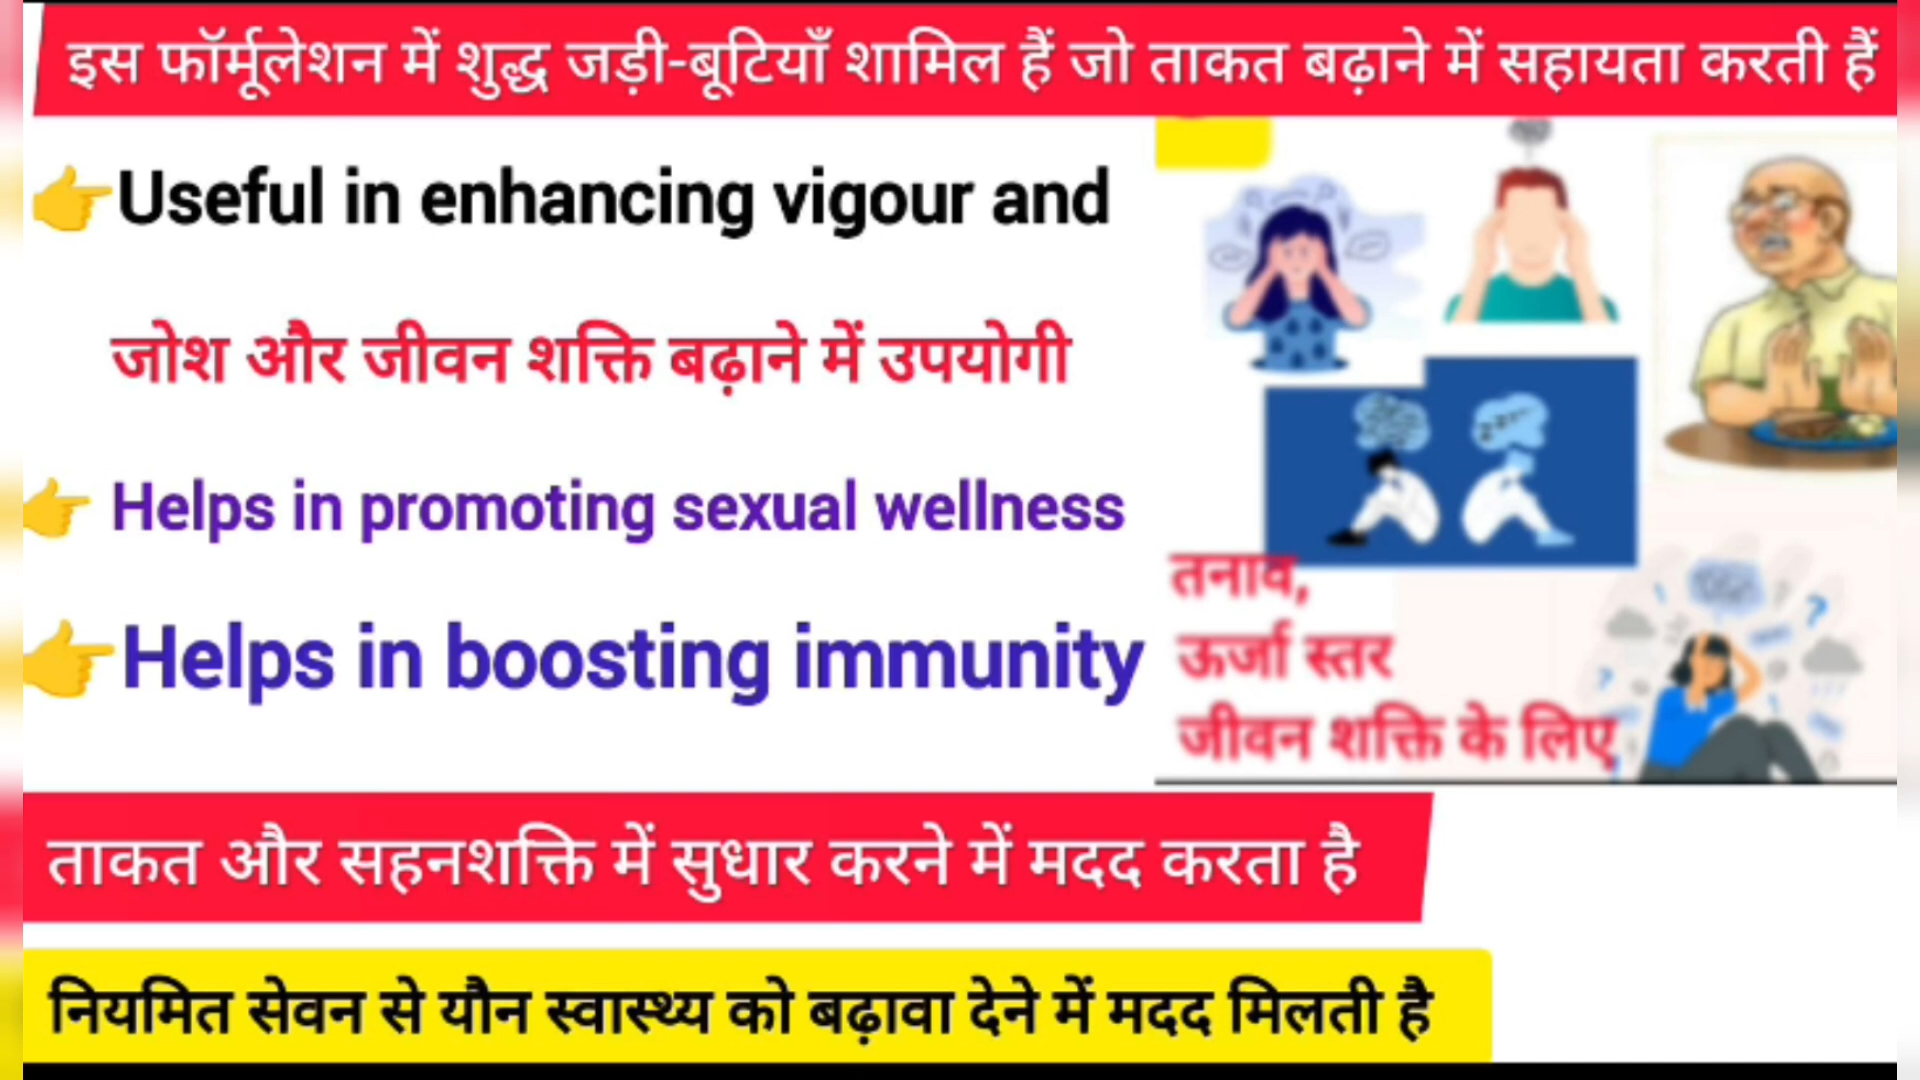 इस फॉर्मूलेशन में शुद्ध जड़ी-बूटियाँ शामिल हैं जो ताकत बढ़ाने में सहायता करती हैं
👉Useful in enhancing vigour and
जोश और जीवन शक्ति बढ़ाने में उपयोगी
👉 Helps in promoting sexual wellness
👉Helps in boosting immunity
तनाव,
ऊर्जा स्तर
जीवन शक्ति के लिए
ताकत और सहनशक्ति में सुधार करने में मदद करता है
नियमित सेवन से यौन स्वास्थ्य को बढ़ावा देने में मदद मिलती है